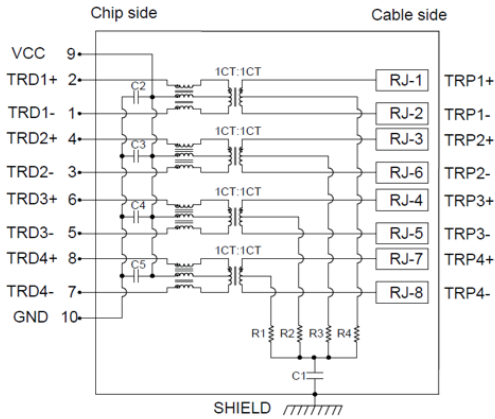 Chip side
Cable side
VCC 9
TRD1+ 2 1CT:1CT RJ-1 TRP1+
C2
TRD1- 1 RJ-2 TRP1-
TRD2+ 4 1CT:1CT RJ-3 TRP2+
C3
TRD2- 3 RJ-6 TRP2-
TRD3+ 6 1CT:1CT RJ-4 TRP3+
C4
TRD3- 5 RJ-5 TRP3-
TRD4+ 8 1CT:1CT RJ-7 TRP4+
C5
TRD4- 7 RJ-8 TRP4-
GND 10
R1 R2 R3 R4
C1
SHIELD